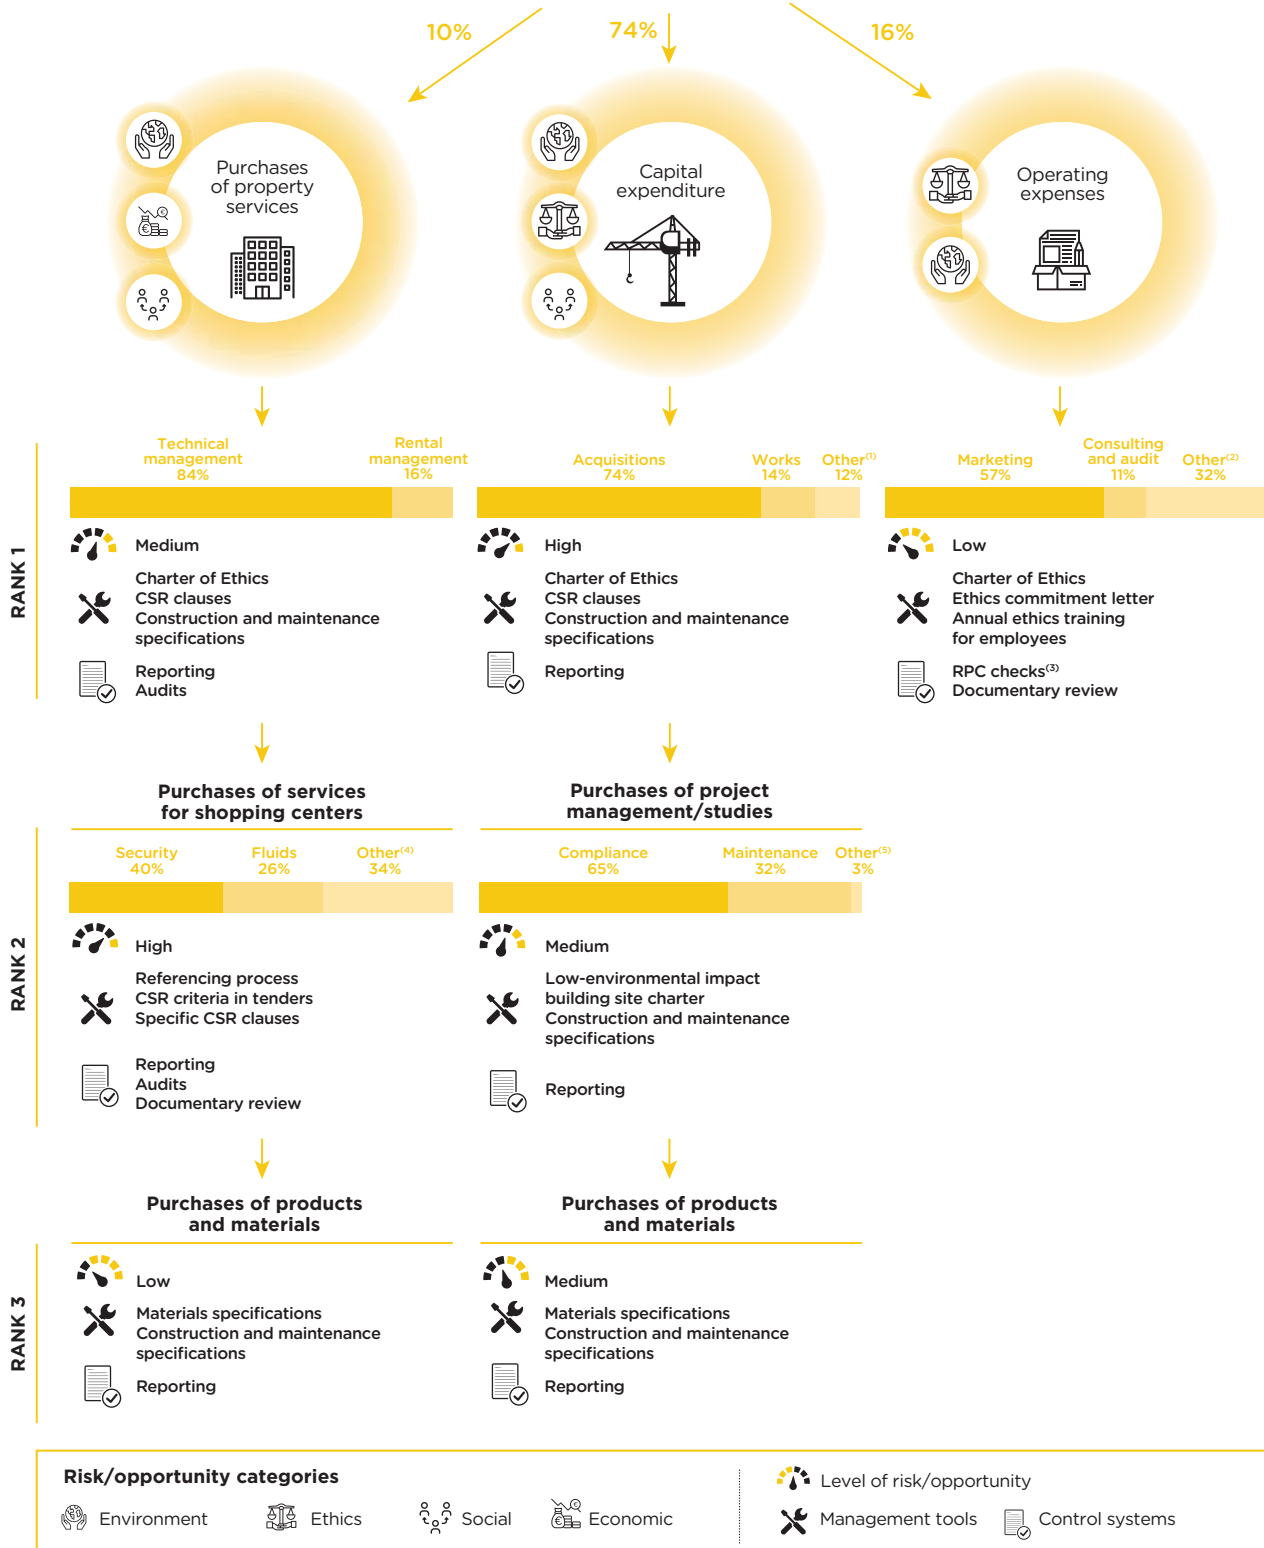 10%
74%
16%
Purchases
of property
services
Capital
expenditure
Operating
expenses
RANK 1
Technical
management
84%
Rental
management
16%
Medium
Charter of Ethics
CSR clauses
Construction and maintenance
specifications
Reporting
Audits
Acquisitions
74%
Works
14%
Other(1)
12%
High
Charter of Ethics
CSR clauses
Construction and maintenance
specifications
Reporting
Marketing
57%
Consulting
and audit
11%
Other(2)
32%
Low
Charter of Ethics
Ethics commitment letter
Annual ethics training
for employees
RPC checks(3)
Documentary review
RANK 2
Purchases of services
for shopping centers
Security
40%
Fluids
26%
Other(4)
34%
High
Referencing process
CSR criteria in tenders
Specific CSR clauses
Reporting
Audits
Documentary review
Purchases of project
management/studies
Compliance
65%
Maintenance
32%
Other(5)
3%
Medium
Low-environmental impact
building site charter
Construction and maintenance
specifications
Reporting
RANK 3
Purchases of products
and materials
Low
Materials specifications
Construction and maintenance
specifications
Reporting
Purchases of products
and materials
Medium
Materials specifications
Construction and maintenance
specifications
Reporting
Risk/opportunity categories
Environment
Ethics
Social
Economic
Level of risk/opportunity
Management tools
Control systems